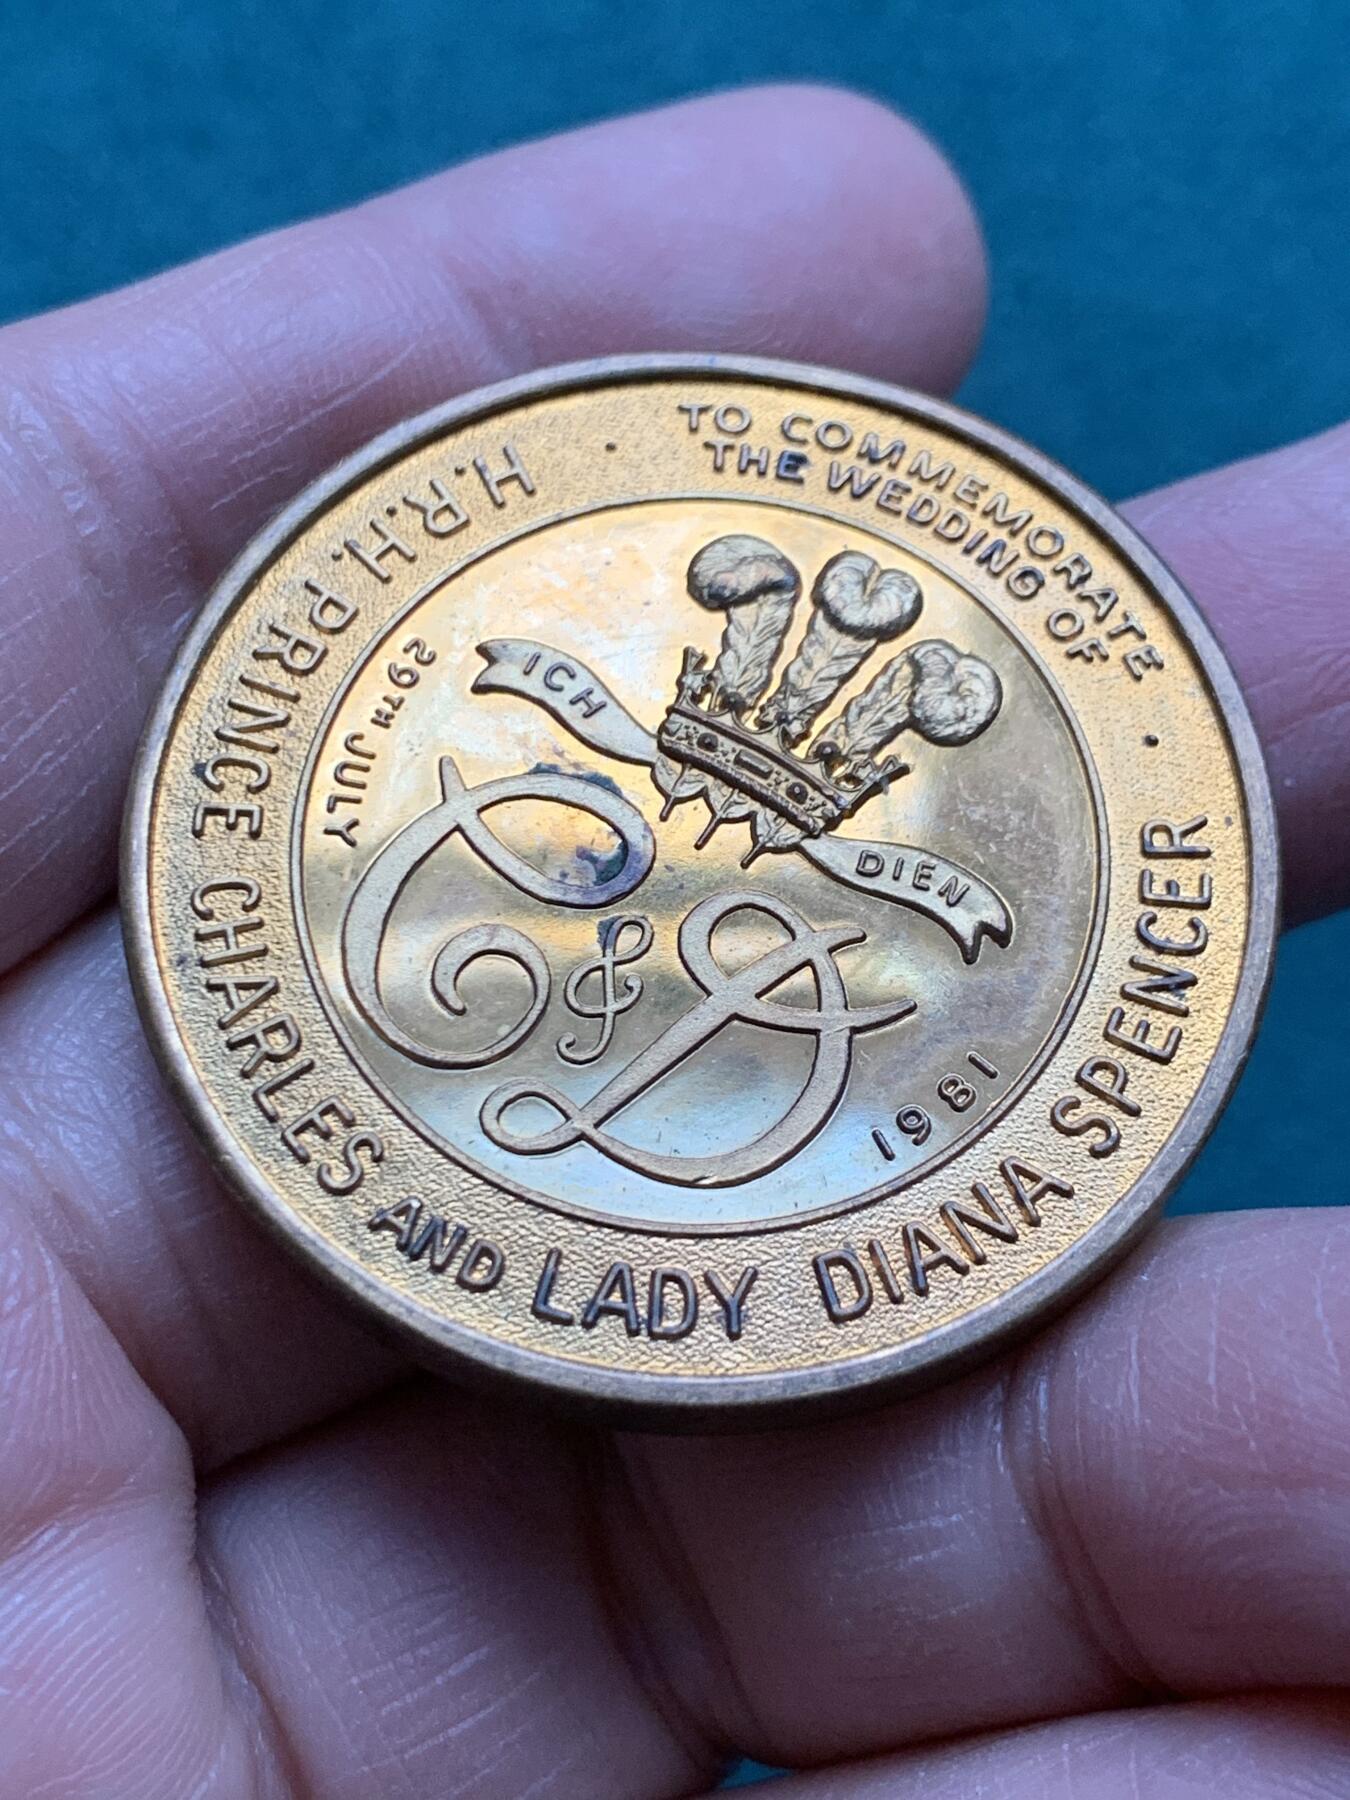 TO COMMEMORATE
THE WEDDING OF
H.R.H. PRINCE CHARLES AND LADY DIANA SPENCER
ICH DIEN
C & D
29TH JULY 1981